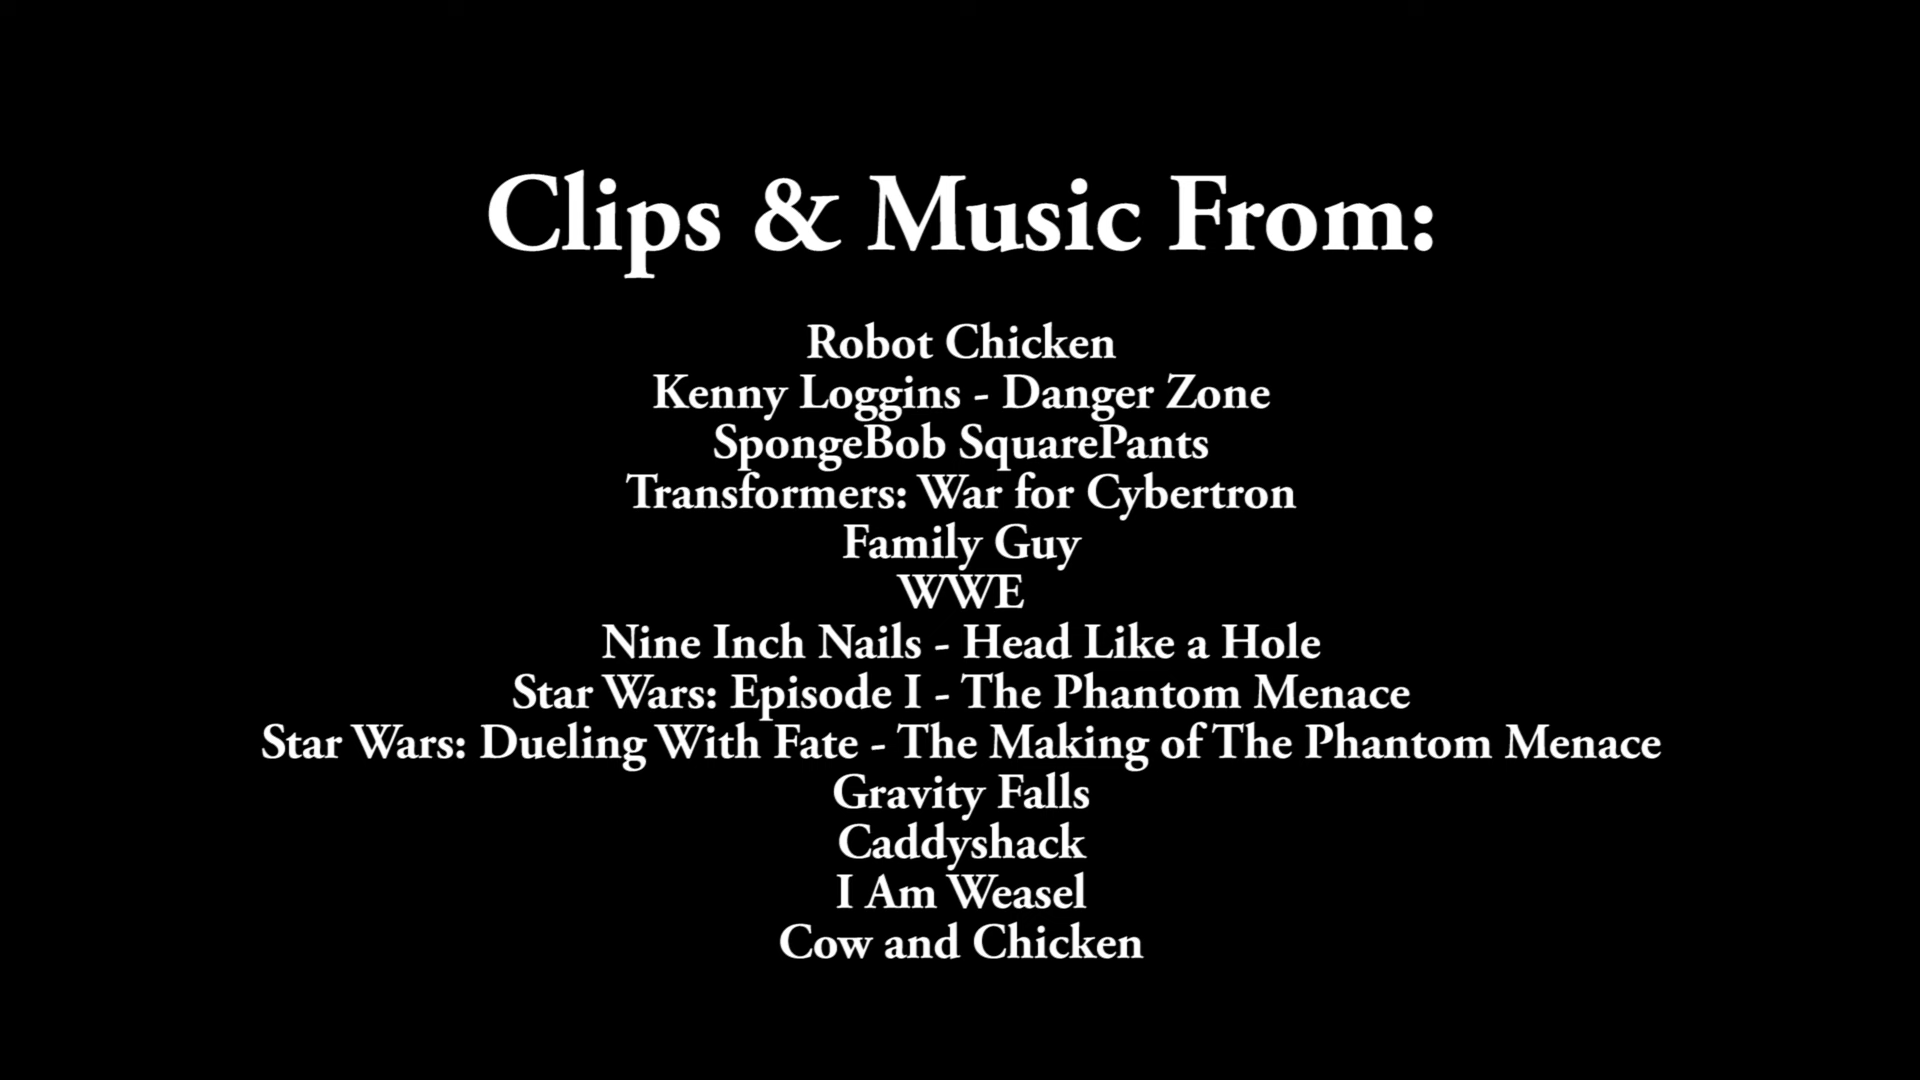 Clips & Music From:
Robot Chicken
Kenny Loggins - Danger Zone
SpongeBob SquarePants
Transformers: War for Cybertron
Family Guy
WWE
Nine Inch Nails - Head Like a Hole
Star Wars: Episode I - The Phantom Menace
Star Wars: Dueling With Fate - The Making of The Phantom Menace
Gravity Falls
Caddyshack
I Am Weasel
Cow and Chicken